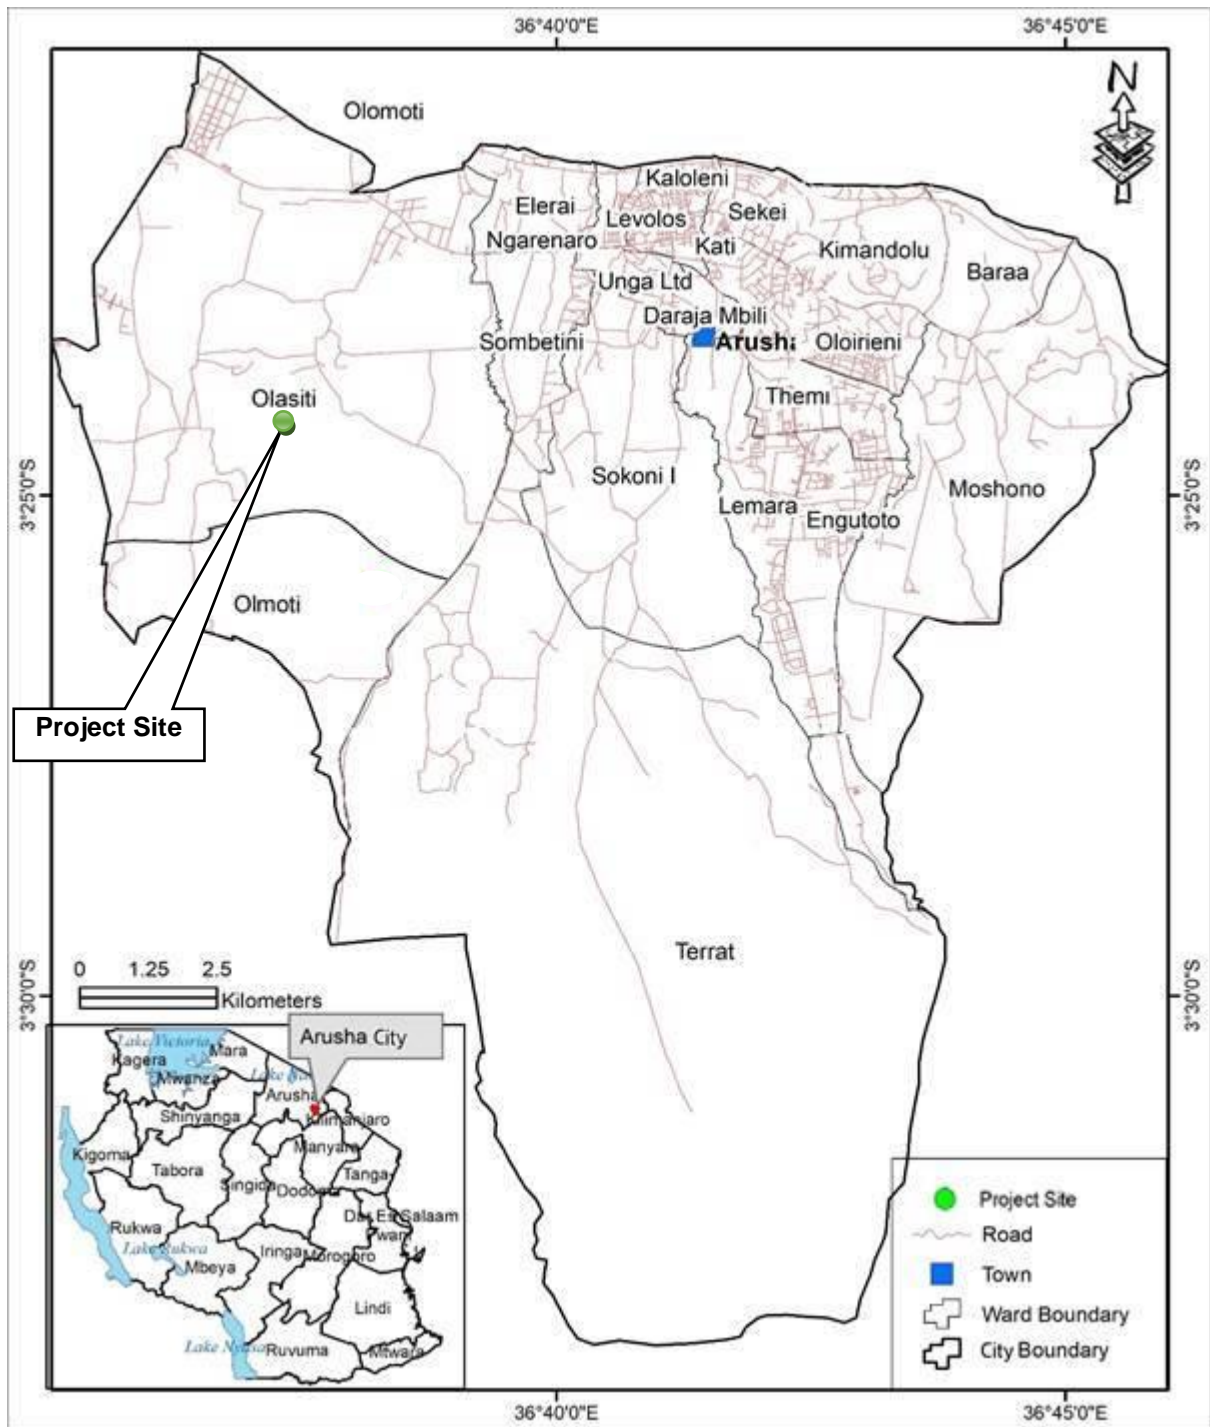 36°40'0"E 36°45'0"E
N
Olomoti
Kaloleni
Elerai
Levolos
Sekei
Ngarenaro
Kati
Kimandolu
Baraa
Unga Ltd
Daraja Mbili
Sombetini
Arusha
Oloirieni
Olasiti
Themi
3°25'0"S
Sokoni I
Lemara
Engutoto
Moshono
3°25'0"S
Olmoti
Project Site
Terrat
0 1.25 2.5
Kilometers
3°30'0"S
3°30'0"S
Arusha City
Lake Victoria
Mara
Kagera
Mwanza
Lake
Arusha
Shinyanga
Kilimanjaro
Manyara
Kigoma
Tabora
Singida
Dodoma
Tanga
Dar Es Salaam
Pwani
Rukwa
Lake Rukwa
Mbeya
Iringa
Morogoro
Lindi
Lake Nyasa
Ruvuma
Mtwara
Project Site
Road
Town
Ward Boundary
City Boundary
36°40'0"E 36°45'0"E